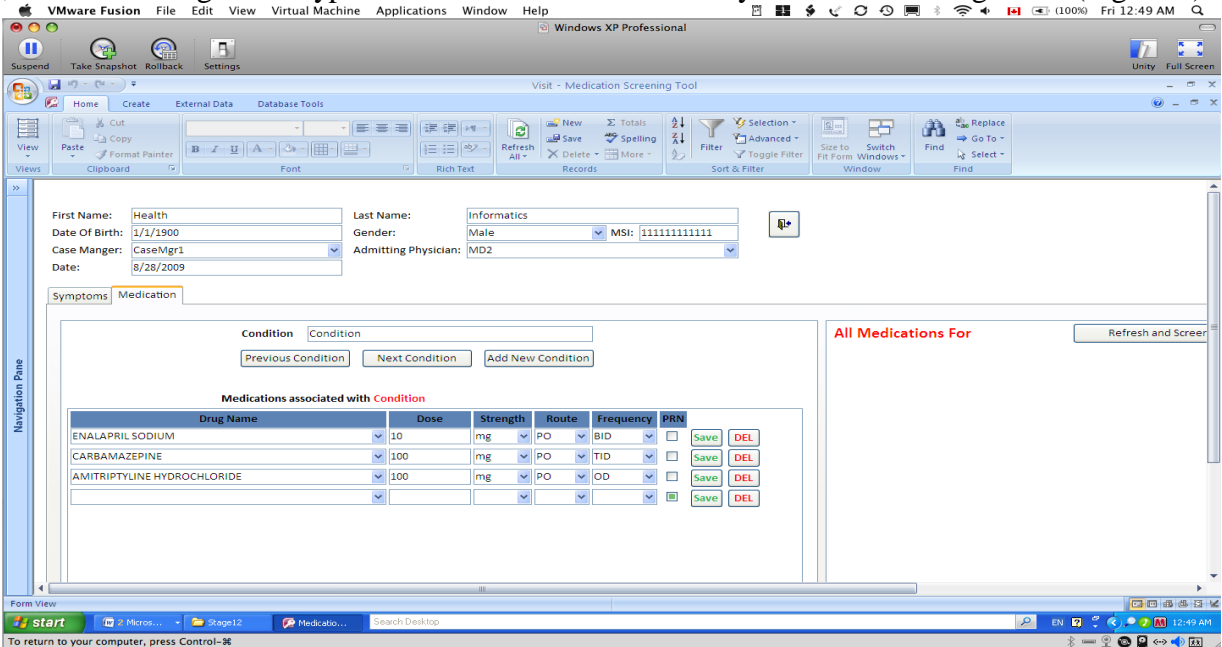 VMware Fusion File Edit View Virtual Machine Applications Window Help (100%) Fri 12:49 AM
Windows XP Professional
Suspend Take Snapshot Rollback Settings Unity Full Screen
Visit - Medication Screening Tool
Home Create External Data Database Tools
View Paste Cut Copy Format Painter
B I U A
Refresh All New Save Delete Totals Spelling More
Filter Selection Advanced Toggle Filter
Size to Fit Form Switch Windows
Find Replace Go To Select
Views Clipboard Font Rich Text Records Sort & Filter Window Find
First Name: Health Last Name: Informatics
Date Of Birth: 1/1/1900 Gender: Male MSI: 111111111111
Case Manger: CaseMgr1 Admitting Physician: MD2
Date: 8/28/2009
Symptoms Medication
Condition Condition All Medications For Refresh and Screen
Previous Condition Next Condition Add New Condition
Navigation Pane
Medications associated with Condition
Drug Name Dose Strength Route Frequency PRN
ENALAPRIL SODIUM 10 mg PO BID Save DEL
CARBAMAZEPINE 100 mg PO TID Save DEL
AMITRIPTYLINE HYDROCHLORIDE 100 mg PO OD Save DEL
Save DEL
Form View
start 2 Micros... Stage12 Medicatio... Search Desktop EN 12:49 AM
To return to your computer, press Control-⌘